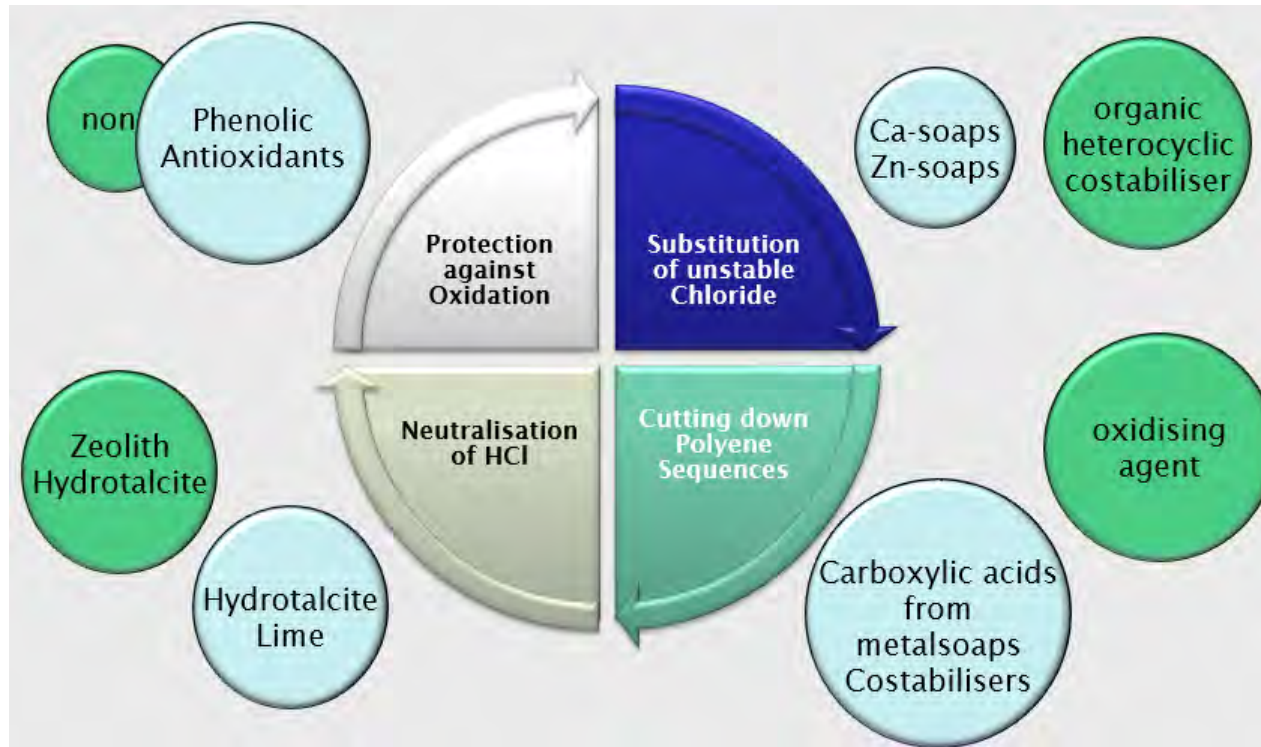 non
Phenolic
Antioxidants
Ca-soaps
Zn-soaps
organic
heterocyclic
costabiliser
Protection
against
Oxidation
Substitution
of unstable
Chloride
Zeolith
Hydrotalcite
Neutralisation
of HCl
Cutting down
Polyene
Sequences
oxidising
agent
Hydrotalcite
Lime
Carboxylic acids
from
metalsoaps
Costabilisers